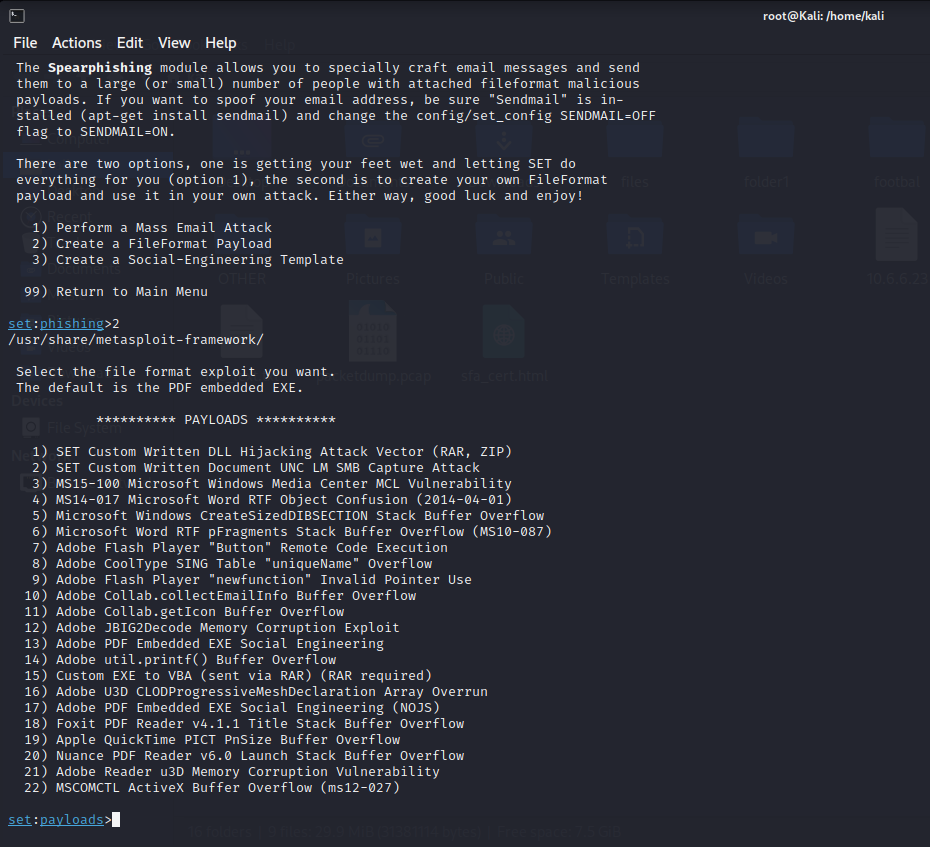 root@Kali: /home/kali
File Actions Edit View Help
The Spearphishing module allows you to specially craft email messages and send
them to a large (or small) number of people with attached fileformat malicious
payloads. If you want to spoof your email address, be sure "Sendmail" is in-
stalled (apt-get install sendmail) and change the config/set_config SENDMAIL=OFF
flag to SENDMAIL=ON.
There are two options, one is getting your feet wet and letting SET do
everything for you (option 1), the second is to create your own FileFormat
payload and use it in your own attack. Either way, good luck and enjoy!
1) Perform a Mass Email Attack
2) Create a FileFormat Payload
3) Create a Social-Engineering Template
99) Return to Main Menu
set:phishing>2
/usr/share/metasploit-framework/
Select the file format exploit you want.
The default is the PDF embedded EXE.
********** PAYLOADS **********
1) SET Custom Written DLL Hijacking Attack Vector (RAR, ZIP)
2) SET Custom Written Document UNC LM SMB Capture Attack
3) MS15-100 Microsoft Windows Media Center MCL Vulnerability
4) MS14-017 Microsoft Word RTF Object Confusion (2014-04-01)
5) Microsoft Windows CreateSizedDIBSECTION Stack Buffer Overflow
6) Microsoft Word RTF pFragments Stack Buffer Overflow (MS10-087)
7) Adobe Flash Player "Button" Remote Code Execution
8) Adobe CoolType SING Table "uniqueName" Overflow
9) Adobe Flash Player "newfunction" Invalid Pointer Use
10) Adobe Collab.collectEmailInfo Buffer Overflow
11) Adobe Collab.getIcon Buffer Overflow
12) Adobe JBIG2Decode Memory Corruption Exploit
13) Adobe PDF Embedded EXE Social Engineering
14) Adobe util.printf() Buffer Overflow
15) Custom EXE to VBA (sent via RAR) (RAR required)
16) Adobe U3D CLODProgressiveMeshDeclaration Array Overrun
17) Adobe PDF Embedded EXE Social Engineering (NOJS)
18) Foxit PDF Reader v4.1.1 Title Stack Buffer Overflow
19) Apple QuickTime PICT PnSize Buffer Overflow
20) Nuance PDF Reader v6.0 Launch Stack Buffer Overflow
21) Adobe Reader u3D Memory Corruption Vulnerability
22) MSCOMCTL ActiveX Buffer Overflow (ms12-027)
set:payloads>
files
folder1
footbal
Documents
OTHER
Pictures
Public
Templates
Videos
sfa_cert.html
Devices
File System